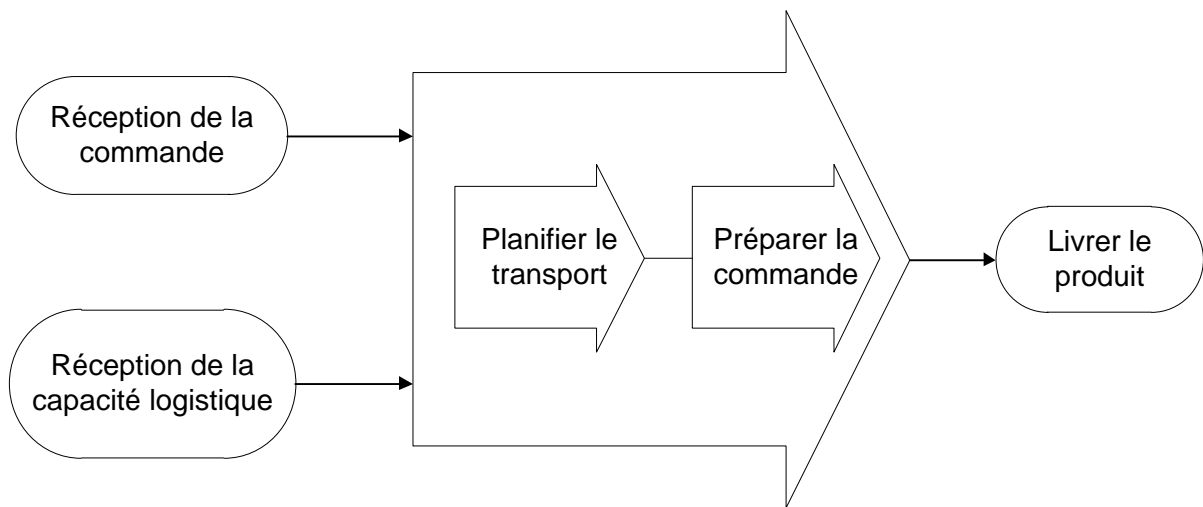 Réception de la
commande
Planifier le
transport
Préparer la
commande
Livrer le
produit
Réception de la
capacité logistique